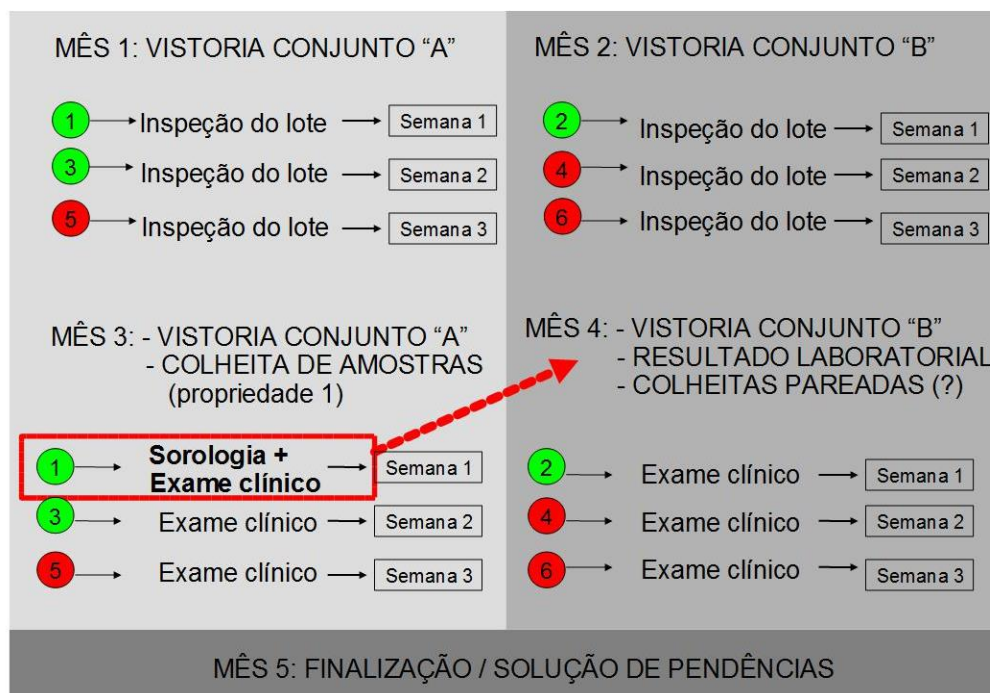 MÊS 1: VISTORIA CONJUNTO “A”
1 Inspeção do lote Semana 1
3 Inspeção do lote Semana 2
5 Inspeção do lote Semana 3
MÊS 2: VISTORIA CONJUNTO “B”
2 Inspeção do lote Semana 1
4 Inspeção do lote Semana 2
6 Inspeção do lote Semana 3
MÊS 3: - VISTORIA CONJUNTO “A”
- COLHEITA DE AMOSTRAS
(propriedade 1)
1 Sorologia +
Exame clínico Semana 1
3 Exame clínico Semana 2
5 Exame clínico Semana 3
MÊS 4: - VISTORIA CONJUNTO “B”
- RESULTADO LABORATORIAL
- COLHEITAS PAREADAS (?)
2 Exame clínico Semana 1
4 Exame clínico Semana 2
6 Exame clínico Semana 3
MÊS 5: FINALIZAÇÃO / SOLUÇÃO DE PENDÊNCIAS